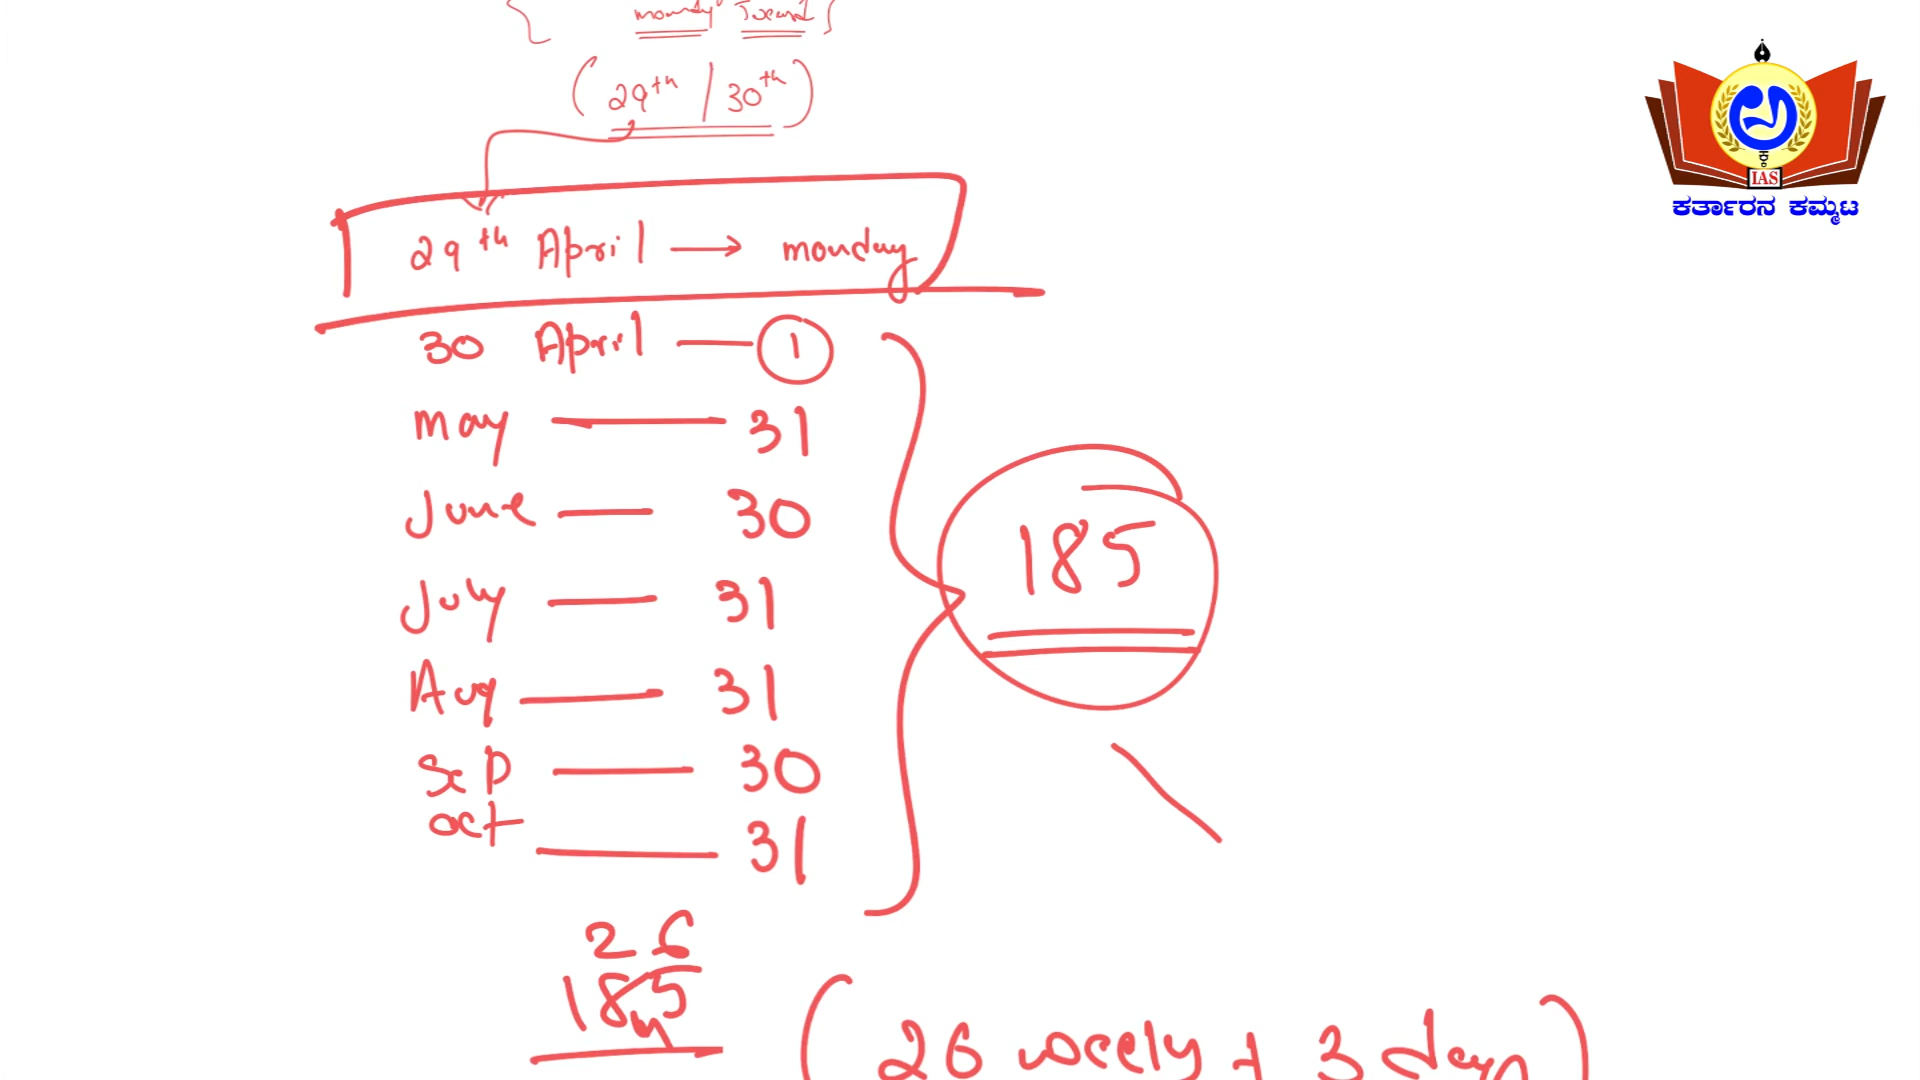 (29th / 30th)
29th April → monday
30 April — 1
may — 31
June — 30
July — 31
Aug — 31
Sep — 30
oct — 31
185
26
185
(26 weeely + 3 days)
IAS
ಕರ್ತಾರನ ಕಮ್ಮಟ